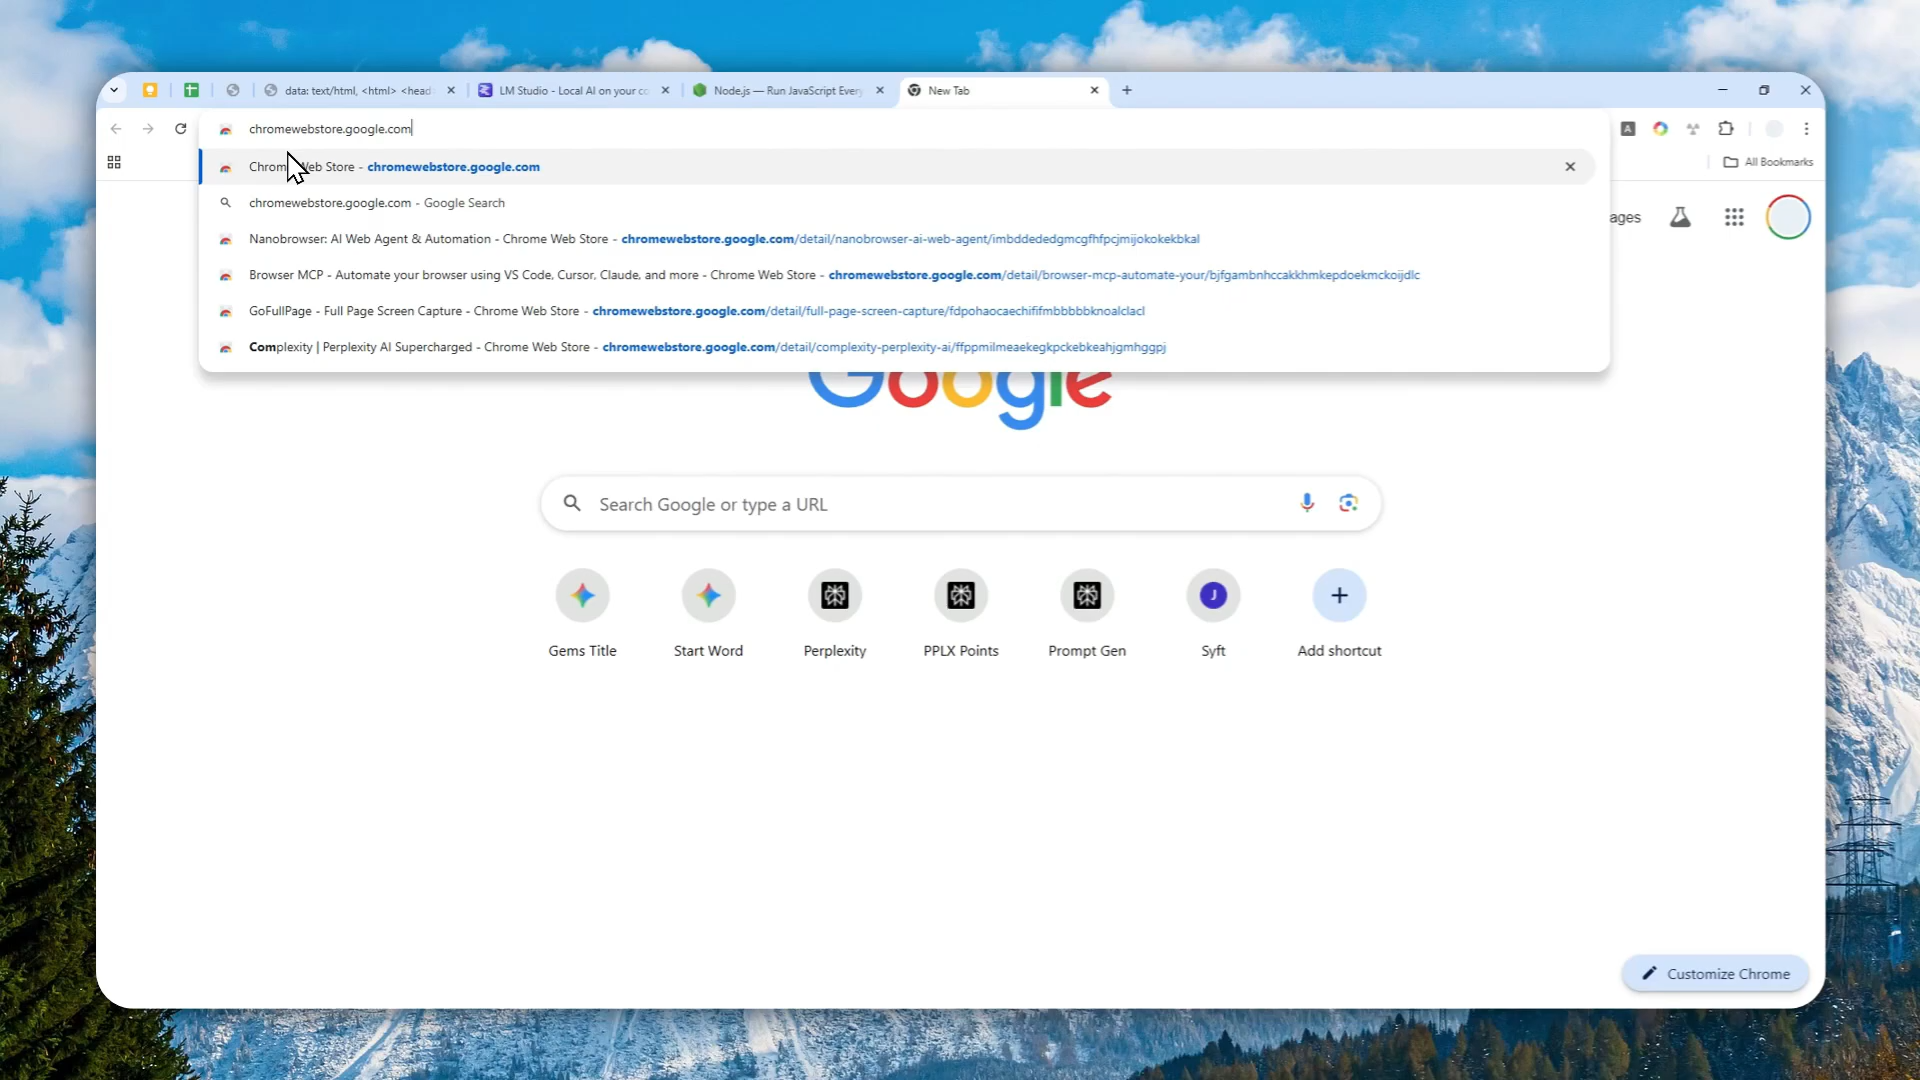 data: text/html, <html> <head
LM Studio - Local AI on your co
Node.js — Run JavaScript Every
New Tab
chromewebstore.google.com
All Bookmarks
Chrome Web Store - chromewebstore.google.com
chromewebstore.google.com - Google Search
Nanobrowser: AI Web Agent & Automation - Chrome Web Store - chromewebstore.google.com/detail/nanobrowser-ai-web-agent/imbddededgmcgfhfpcjmijokokekbkal
Browser MCP - Automate your browser using VS Code, Cursor, Claude, and more - Chrome Web Store - chromewebstore.google.com/detail/browser-mcp-automate-your/bjfgambnhccakkhmkepdoekmckoijdlc
GoFullPage - Full Page Screen Capture - Chrome Web Store - chromewebstore.google.com/detail/full-page-screen-capture/fdpohaocaechififmbbbbbknoalclacl
Complexity | Perplexity AI Supercharged - Chrome Web Store - chromewebstore.google.com/detail/complexity-perplexity-ai/ffppmilmeaekegkpckebkeahjgmhggpj
ages
Google
Search Google or type a URL
J
Gems Title
Start Word
Perplexity
PPLX Points
Prompt Gen
Syft
Add shortcut
Customize Chrome